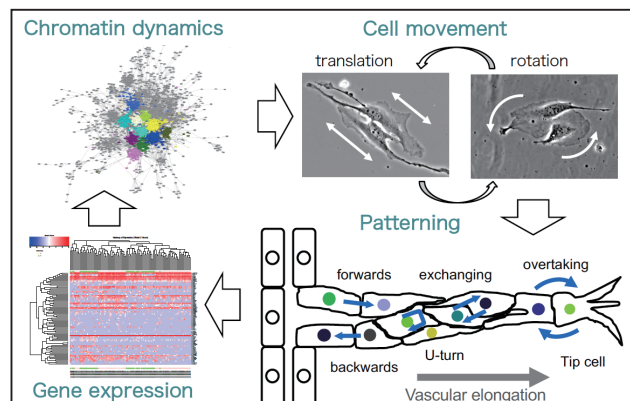 Chromatin dynamics
Cell movement
translation
rotation
Patterning
forwards
exchanging
overtaking
backwards
U-turn
Tip cell
Vascular elongation
Gene expression